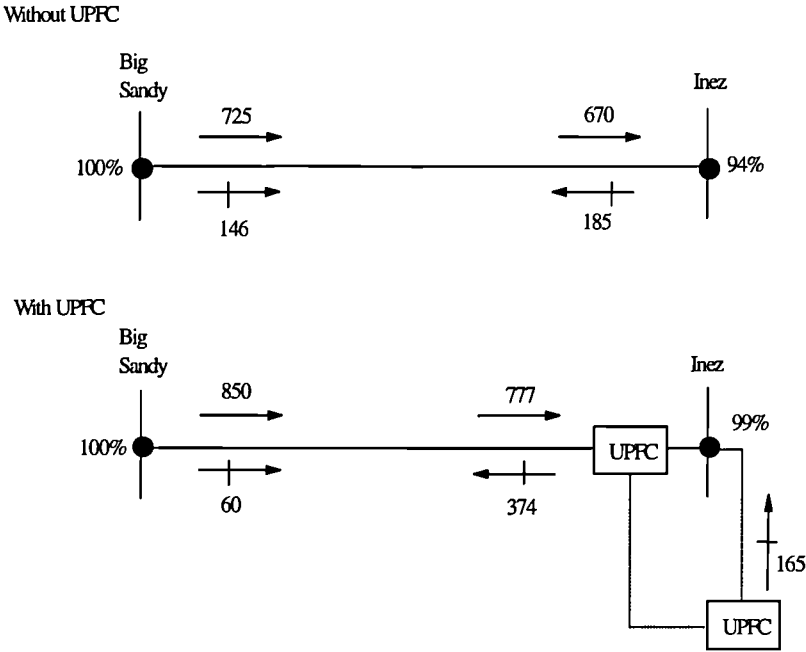 Without UPFC
Big
Sandy
Inez
725
670
100%
94%
146
185
With UPFC
Big
Sandy
Inez
850
777
99%
100%
UPFC
60
374
165
UPFC